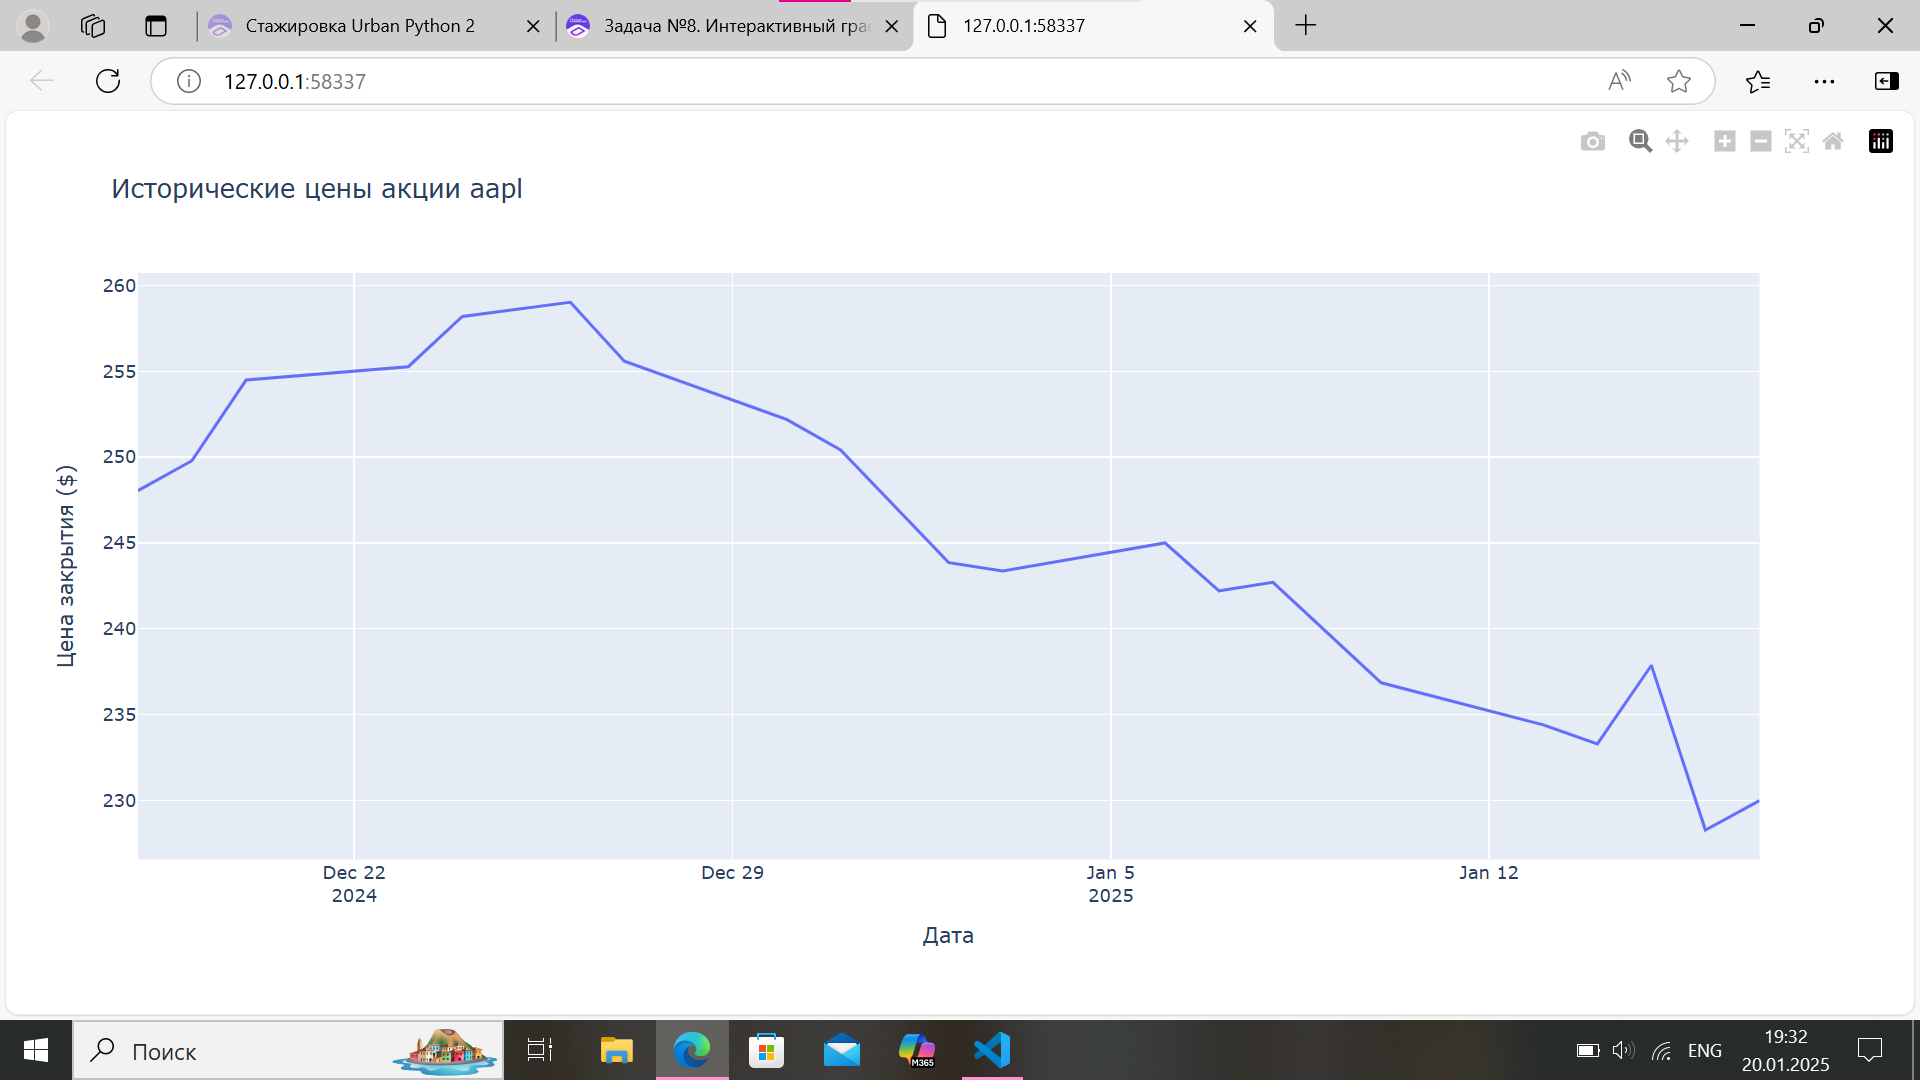 Стажировка Urban Python 2
Задача №8. Интерактивный гра
127.0.0.1:58337
127.0.0.1:58337
Исторические цены акции aapl
260
255
250
245
240
235
230
Цена закрытия ($)
Dec 22
2024
Dec 29
Jan 5
2025
Jan 12
Дата
Поиск
M365
ENG
19:32
20.01.2025